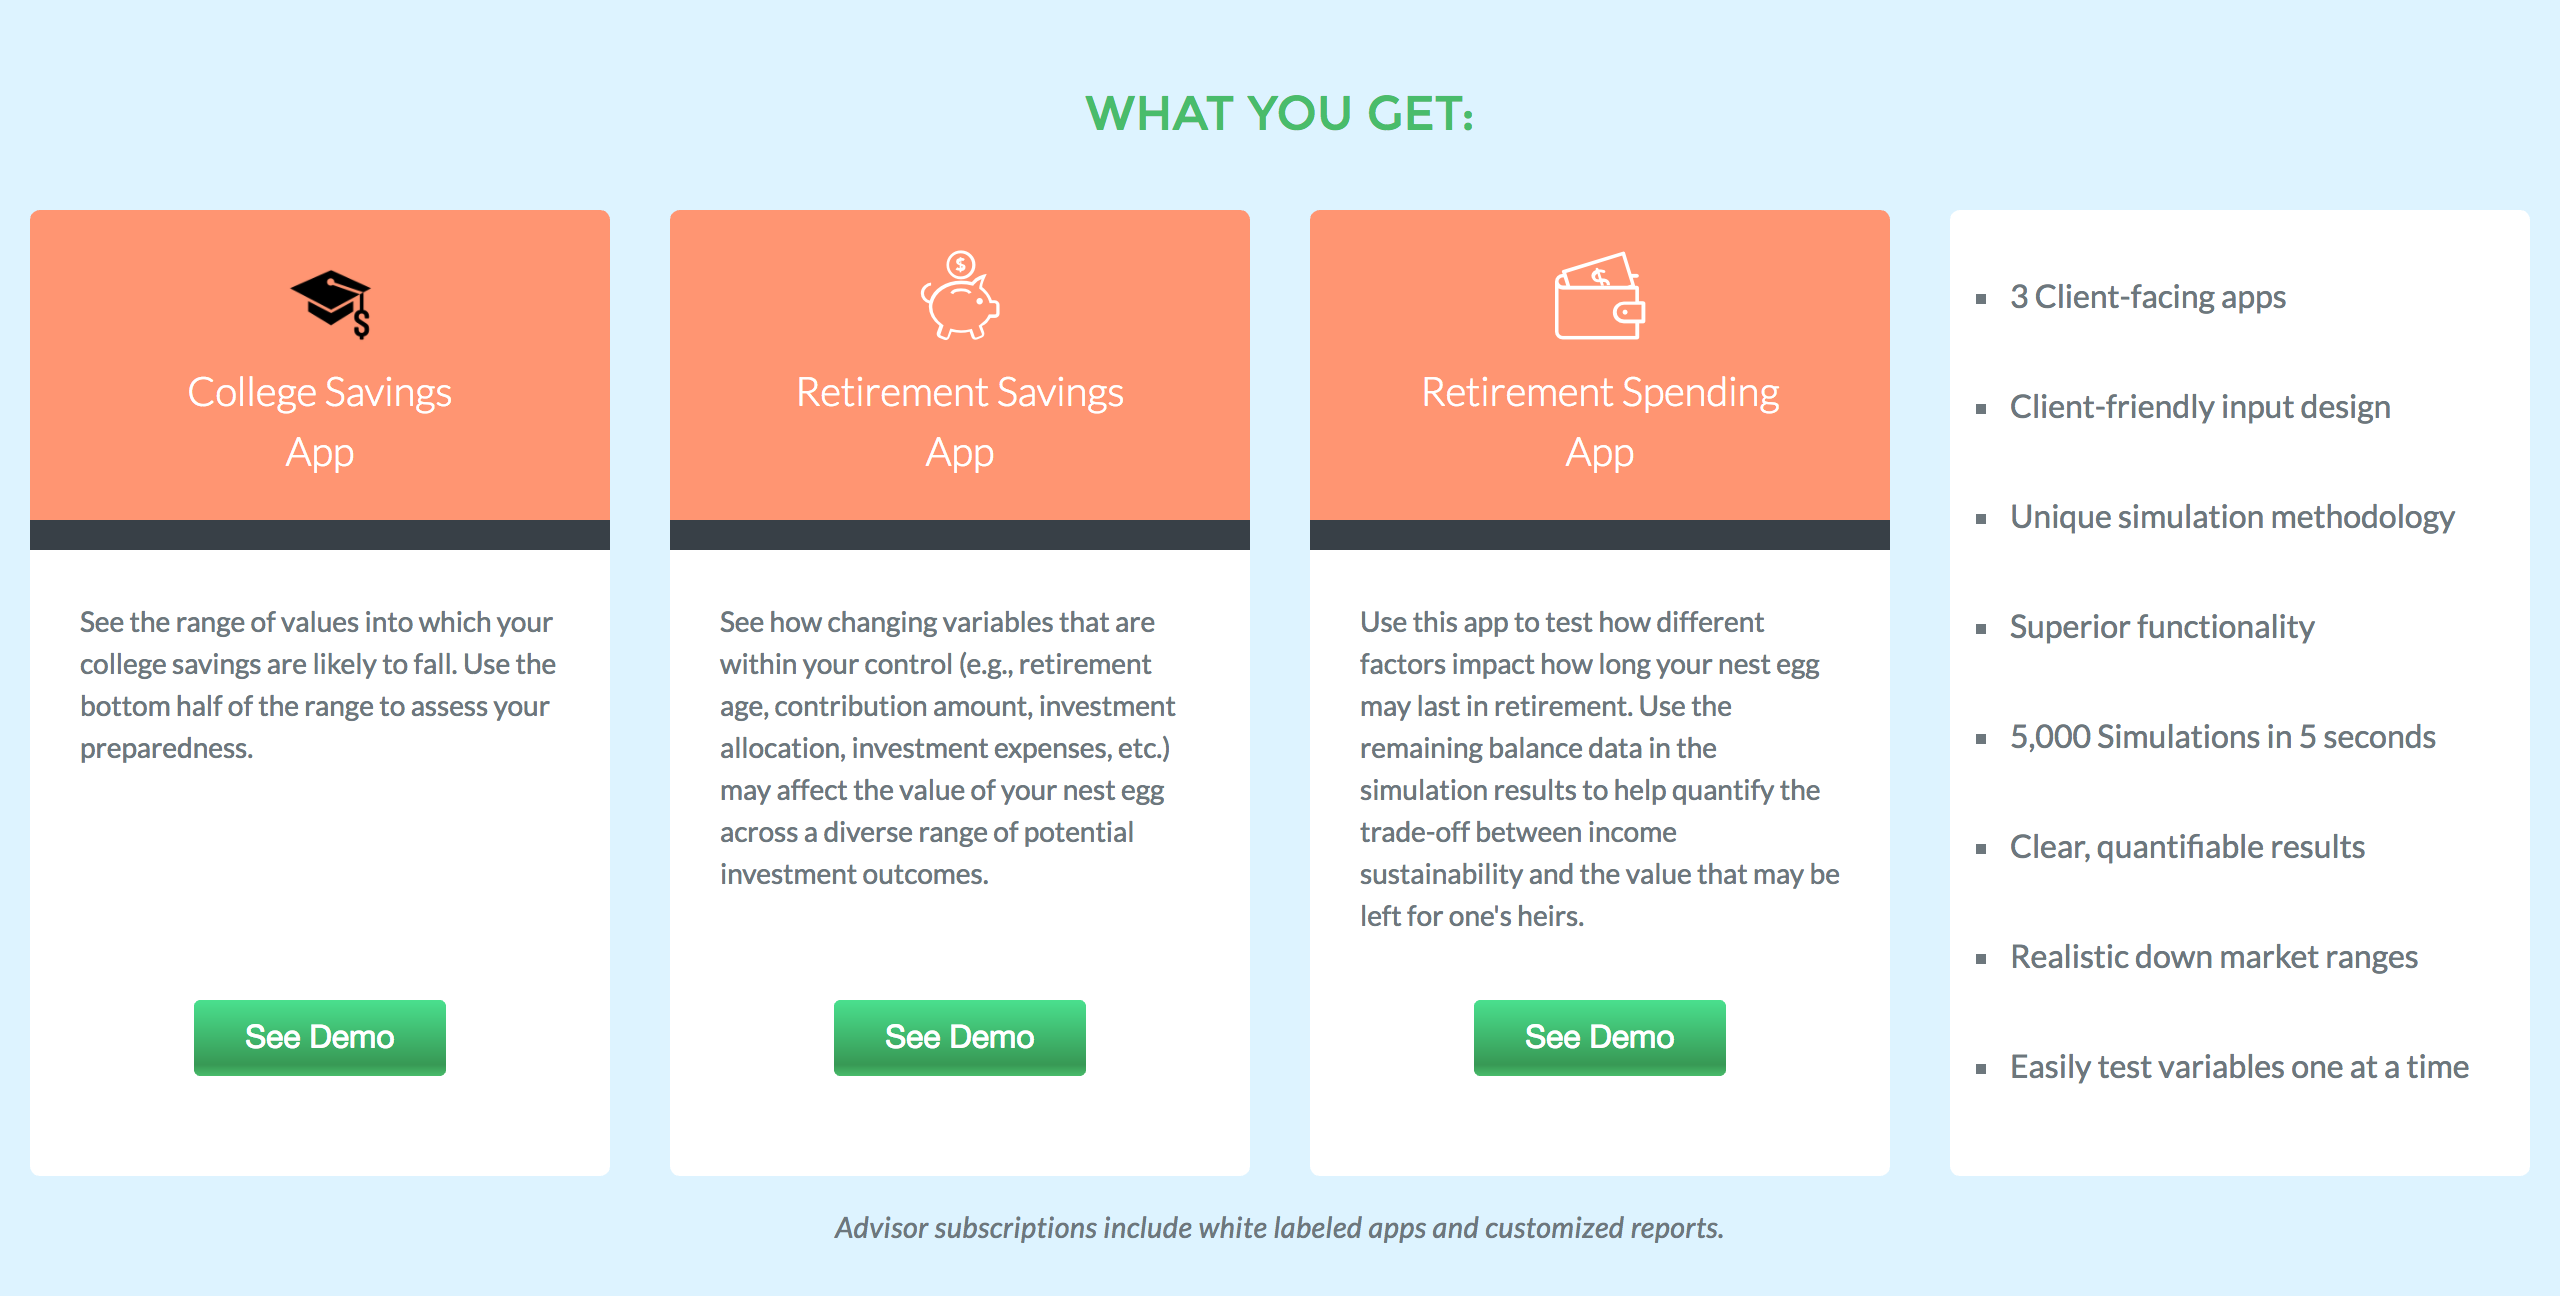 WHAT YOU GET:
College Savings
App
See the range of values into which your
college savings are likely to fall. Use the
bottom half of the range to assess your
preparedness.
See Demo
$
Retirement Savings
App
See how changing variables that are
within your control (e.g., retirement
age, contribution amount, investment
allocation, investment expenses, etc.)
may affect the value of your nest egg
across a diverse range of potential
investment outcomes.
See Demo
$
Retirement Spending
App
Use this app to test how different
factors impact how long your nest egg
may last in retirement. Use the
remaining balance data in the
simulation results to help quantify the
trade-off between income
sustainability and the value that may be
left for one's heirs.
See Demo
3 Client-facing apps
Client-friendly input design
Unique simulation methodology
Superior functionality
5,000 Simulations in 5 seconds
Clear, quantifiable results
Realistic down market ranges
Easily test variables one at a time
Advisor subscriptions include white labeled apps and customized reports.